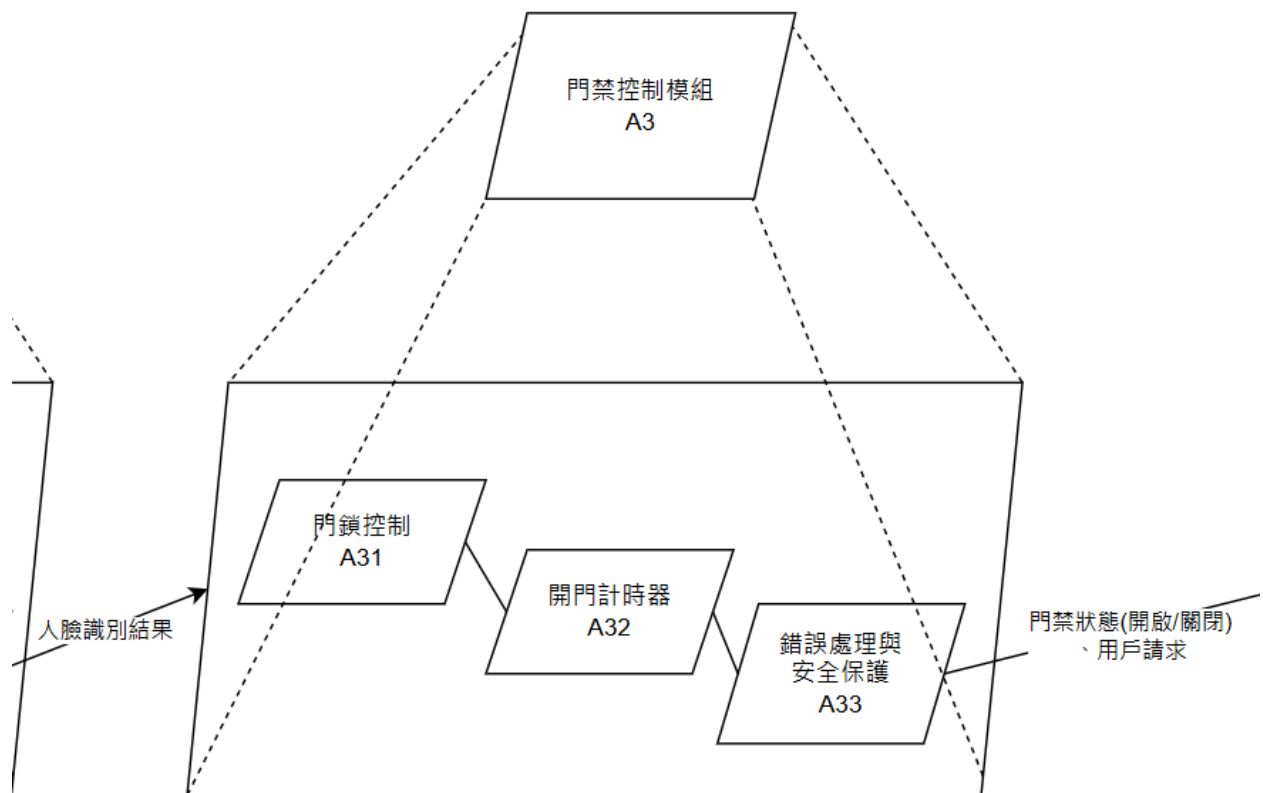 門禁控制模組
A3
門鎖控制
A31
開門計時器
A32
錯誤處理與
安全保護
A33
人臉識別結果
門禁狀態(開啟/關閉)
、用戶請求